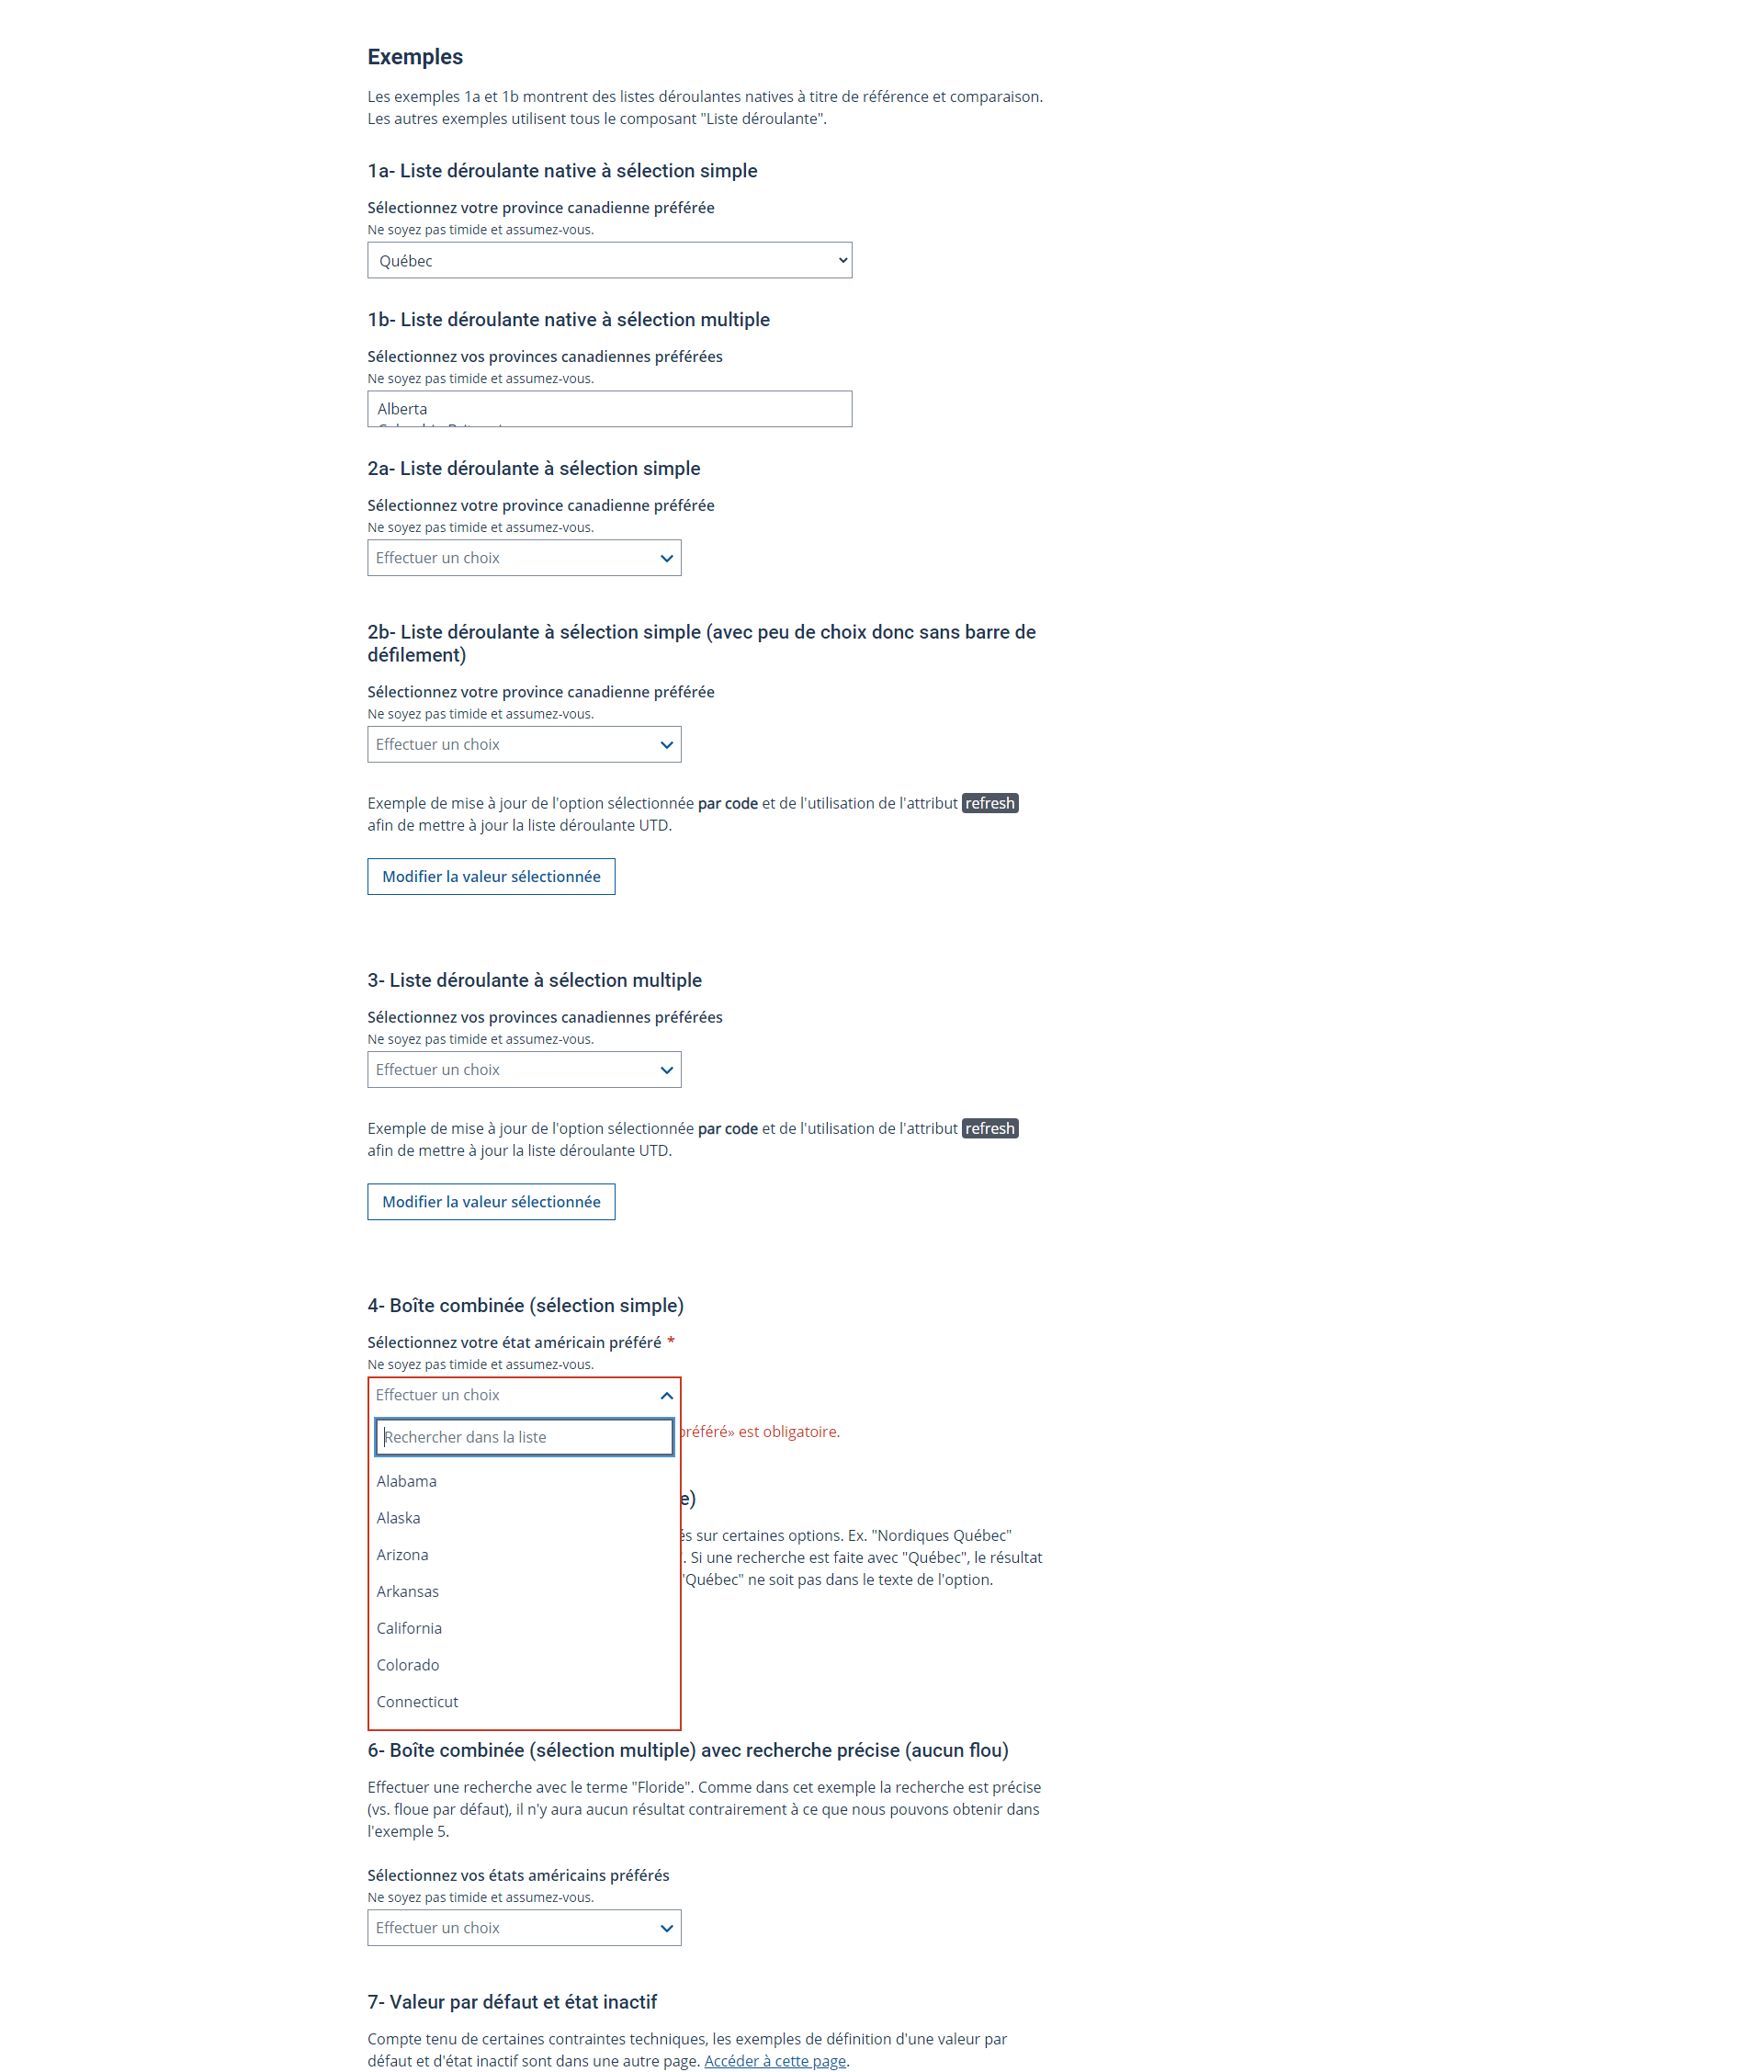 Exemples
Les exemples 1a et 1b montrent des listes déroulantes natives à titre de référence et comparaison.
Les autres exemples utilisent tous le composant "Liste déroulante".
1a- Liste déroulante native à sélection simple
Sélectionnez votre province canadienne préférée
Ne soyez pas timide et assumez-vous.
Québec
1b- Liste déroulante native à sélection multiple
Sélectionnez vos provinces canadiennes préférées
Ne soyez pas timide et assumez-vous.
Alberta
2a- Liste déroulante à sélection simple
Sélectionnez votre province canadienne préférée
Ne soyez pas timide et assumez-vous.
Effectuer un choix
2b- Liste déroulante à sélection simple (avec peu de choix donc sans barre de
défilement)
Sélectionnez votre province canadienne préférée
Ne soyez pas timide et assumez-vous.
Effectuer un choix
Exemple de mise à jour de l'option sélectionnée par code et de l'utilisation de l'attribut refresh
afin de mettre à jour la liste déroulante UTD.
Modifier la valeur sélectionnée
3- Liste déroulante à sélection multiple
Sélectionnez vos provinces canadiennes préférées
Ne soyez pas timide et assumez-vous.
Effectuer un choix
Exemple de mise à jour de l'option sélectionnée par code et de l'utilisation de l'attribut refresh
afin de mettre à jour la liste déroulante UTD.
Modifier la valeur sélectionnée
4- Boîte combinée (sélection simple)
Sélectionnez votre état américain préféré *
Ne soyez pas timide et assumez-vous.
Effectuer un choix
préféré» est obligatoire.
Rechercher dans la liste
Alabama
e)
Alaska
és sur certaines options. Ex. "Nordiques Québec"
Arizona
". Si une recherche est faite avec "Québec", le résultat
"Québec" ne soit pas dans le texte de l'option.
Arkansas
California
Colorado
Connecticut
6- Boîte combinée (sélection multiple) avec recherche précise (aucun flou)
Effectuer une recherche avec le terme "Floride". Comme dans cet exemple la recherche est précise
(vs. floue par défaut), il n'y aura aucun résultat contrairement à ce que nous pouvons obtenir dans
l'exemple 5.
Sélectionnez vos états américains préférés
Ne soyez pas timide et assumez-vous.
Effectuer un choix
7- Valeur par défaut et état inactif
Compte tenu de certaines contraintes techniques, les exemples de définition d'une valeur par
défaut et d'état inactif sont dans une autre page. Accéder à cette page.